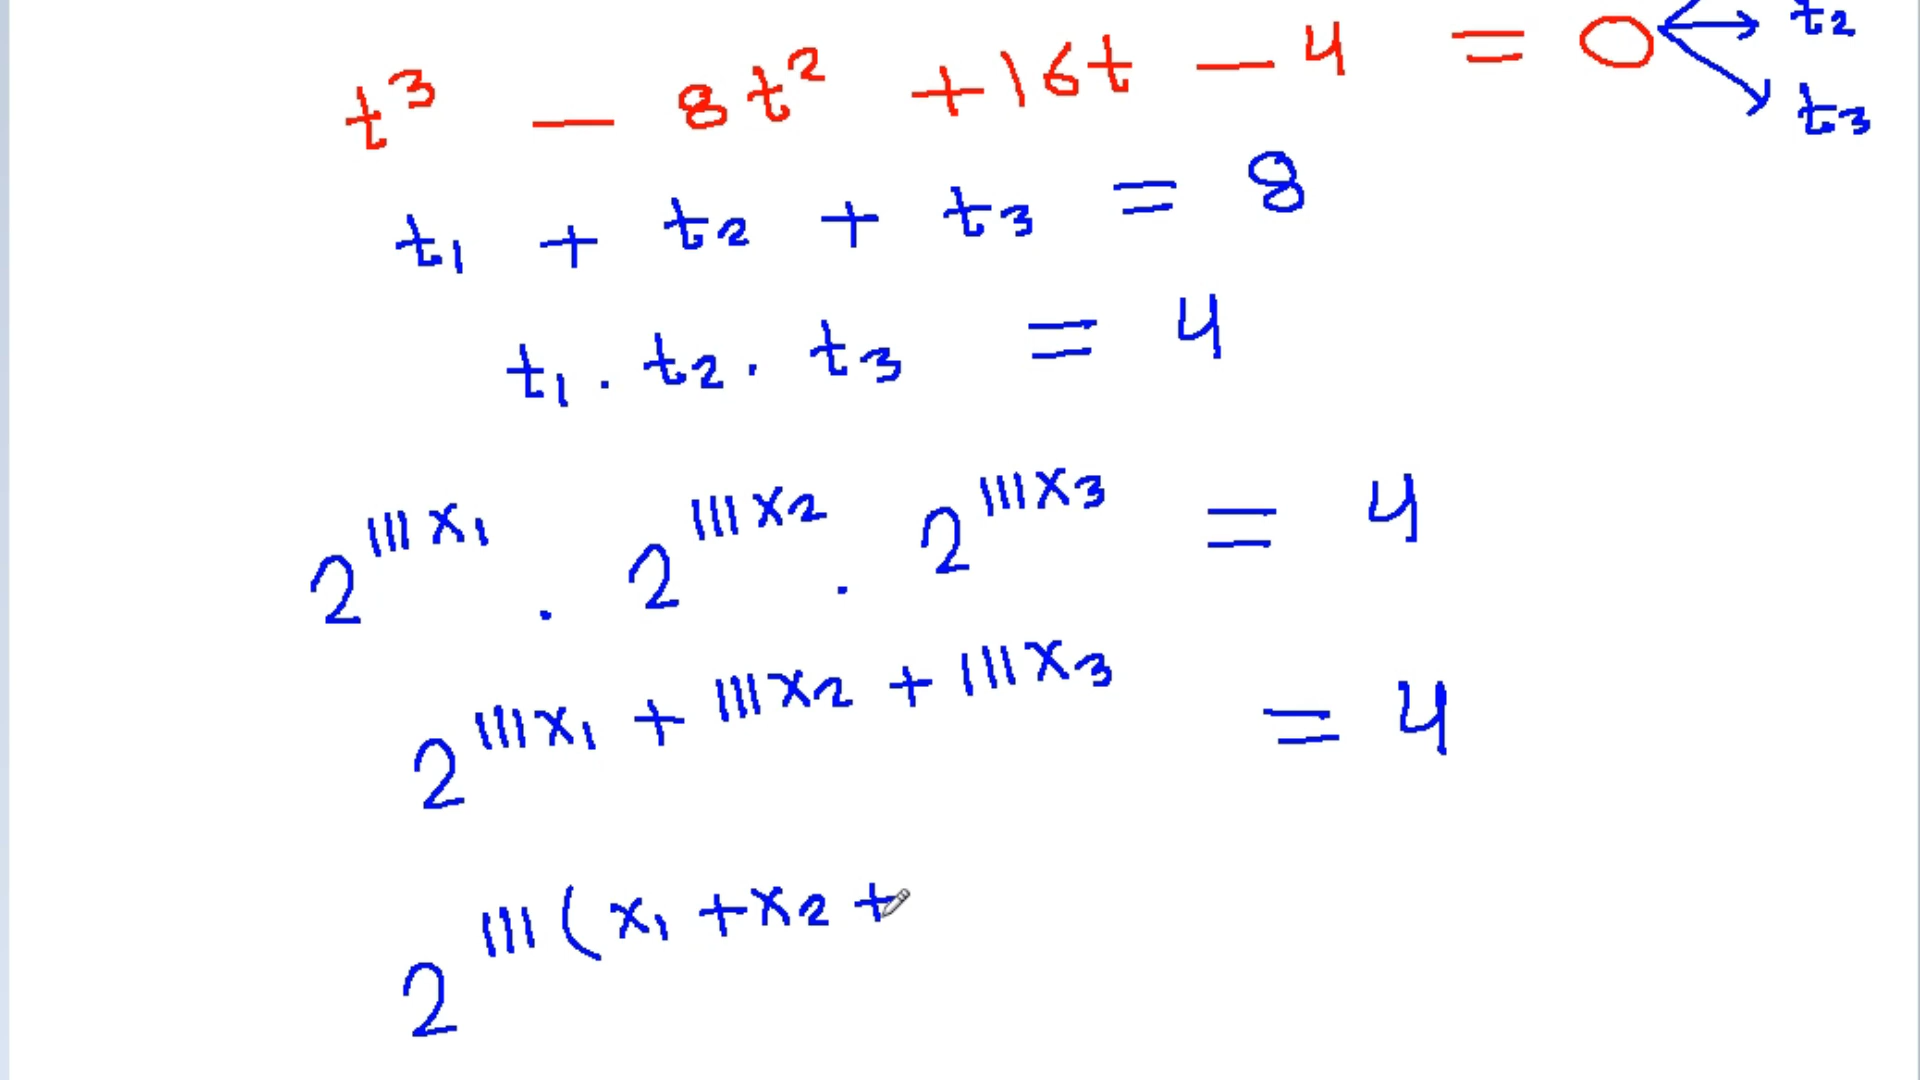 t³ — 8t² + 16t — 4 = 0 t2
t3
t1 + t2 + t3 = 8
t1 . t2 . t3 = 4
2^111x1 . 2^111x2 . 2^111x3 = 4
2^111x1 + 111x2 + 111x3 = 4
2^111(x1 + x2 +